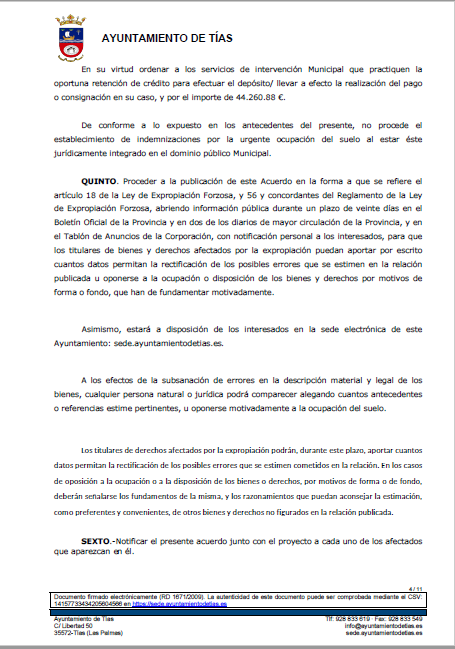 AYUNTAMIENTO DE TÍAS
En su virtud ordenar a los servicios de intervención Municipal que practiquen la
oportuna retención de crédito para efectuar el depósito/ llevar a efecto la realización del pago
o consignación en su caso, y por el importe de 44.260.88 €.
De conforme a lo expuesto en los antecedentes del presente, no procede el
establecimiento de indemnizaciones por la urgente ocupación del suelo al estar éste
jurídicamente integrado en el dominio público Municipal.
QUINTO. Proceder a la publicación de este Acuerdo en la forma a que se refiere el
artículo 18 de la Ley de Expropiación Forzosa, y 56 y concordantes del Reglamento de la Ley
de Expropiación Forzosa, abriendo información pública durante un plazo de veinte días en el
Boletín Oficial de la Provincia y en dos de los diarios de mayor circulación de la Provincia, y en
el Tablón de Anuncios de la Corporación, con notificación personal a los interesados, para que
los titulares de bienes y derechos afectados por la expropiación puedan aportar por escrito
cuantos datos permitan la rectificación de los posibles errores que se estimen en la relación
publicada u oponerse a la ocupación o disposición de los bienes y derechos por motivos de
forma o fondo, que han de fundamentar motivadamente.
Asimismo, estará a disposición de los interesados en la sede electrónica de este
Ayuntamiento: sede.ayuntamientodetias.es.
A los efectos de la subsanación de errores en la descripción material y legal de los
bienes, cualquier persona natural o jurídica podrá comparecer alegando cuantos antecedentes
o referencias estime pertinentes, u oponerse motivadamente a la ocupación del suelo.
Los titulares de derechos afectados por la expropiación podrán, durante este plazo, aportar cuantos
datos permitan la rectificación de los posibles errores que se estimen cometidos en la relación. En los casos
de oposición a la ocupación o a la disposición de los bienes o derechos, por motivos de forma o de fondo,
deberán señalarse los fundamentos de la misma, y los razonamientos que puedan aconsejar la estimación,
como preferentes y convenientes, de otros bienes y derechos no figurados en la relación publicada.
SEXTO.-Notificar el presente acuerdo junto con el proyecto a cada uno de los afectados
que aparezcan en él.
4 / 11
Documento firmado electrónicamente (RD 1671/2009). La autenticidad de este documento puede ser comprobada mediante el CSV:
14157733434205604566 en https://sede.ayuntamientodetias.es
Ayuntamiento de Tías
C/ Libertad 50
35572-Tías (Las Palmas)
Tlf: 928 833 619 · Fax: 928 833 549
info@ayuntamientodetias.es
sede.ayuntamientodetias.es